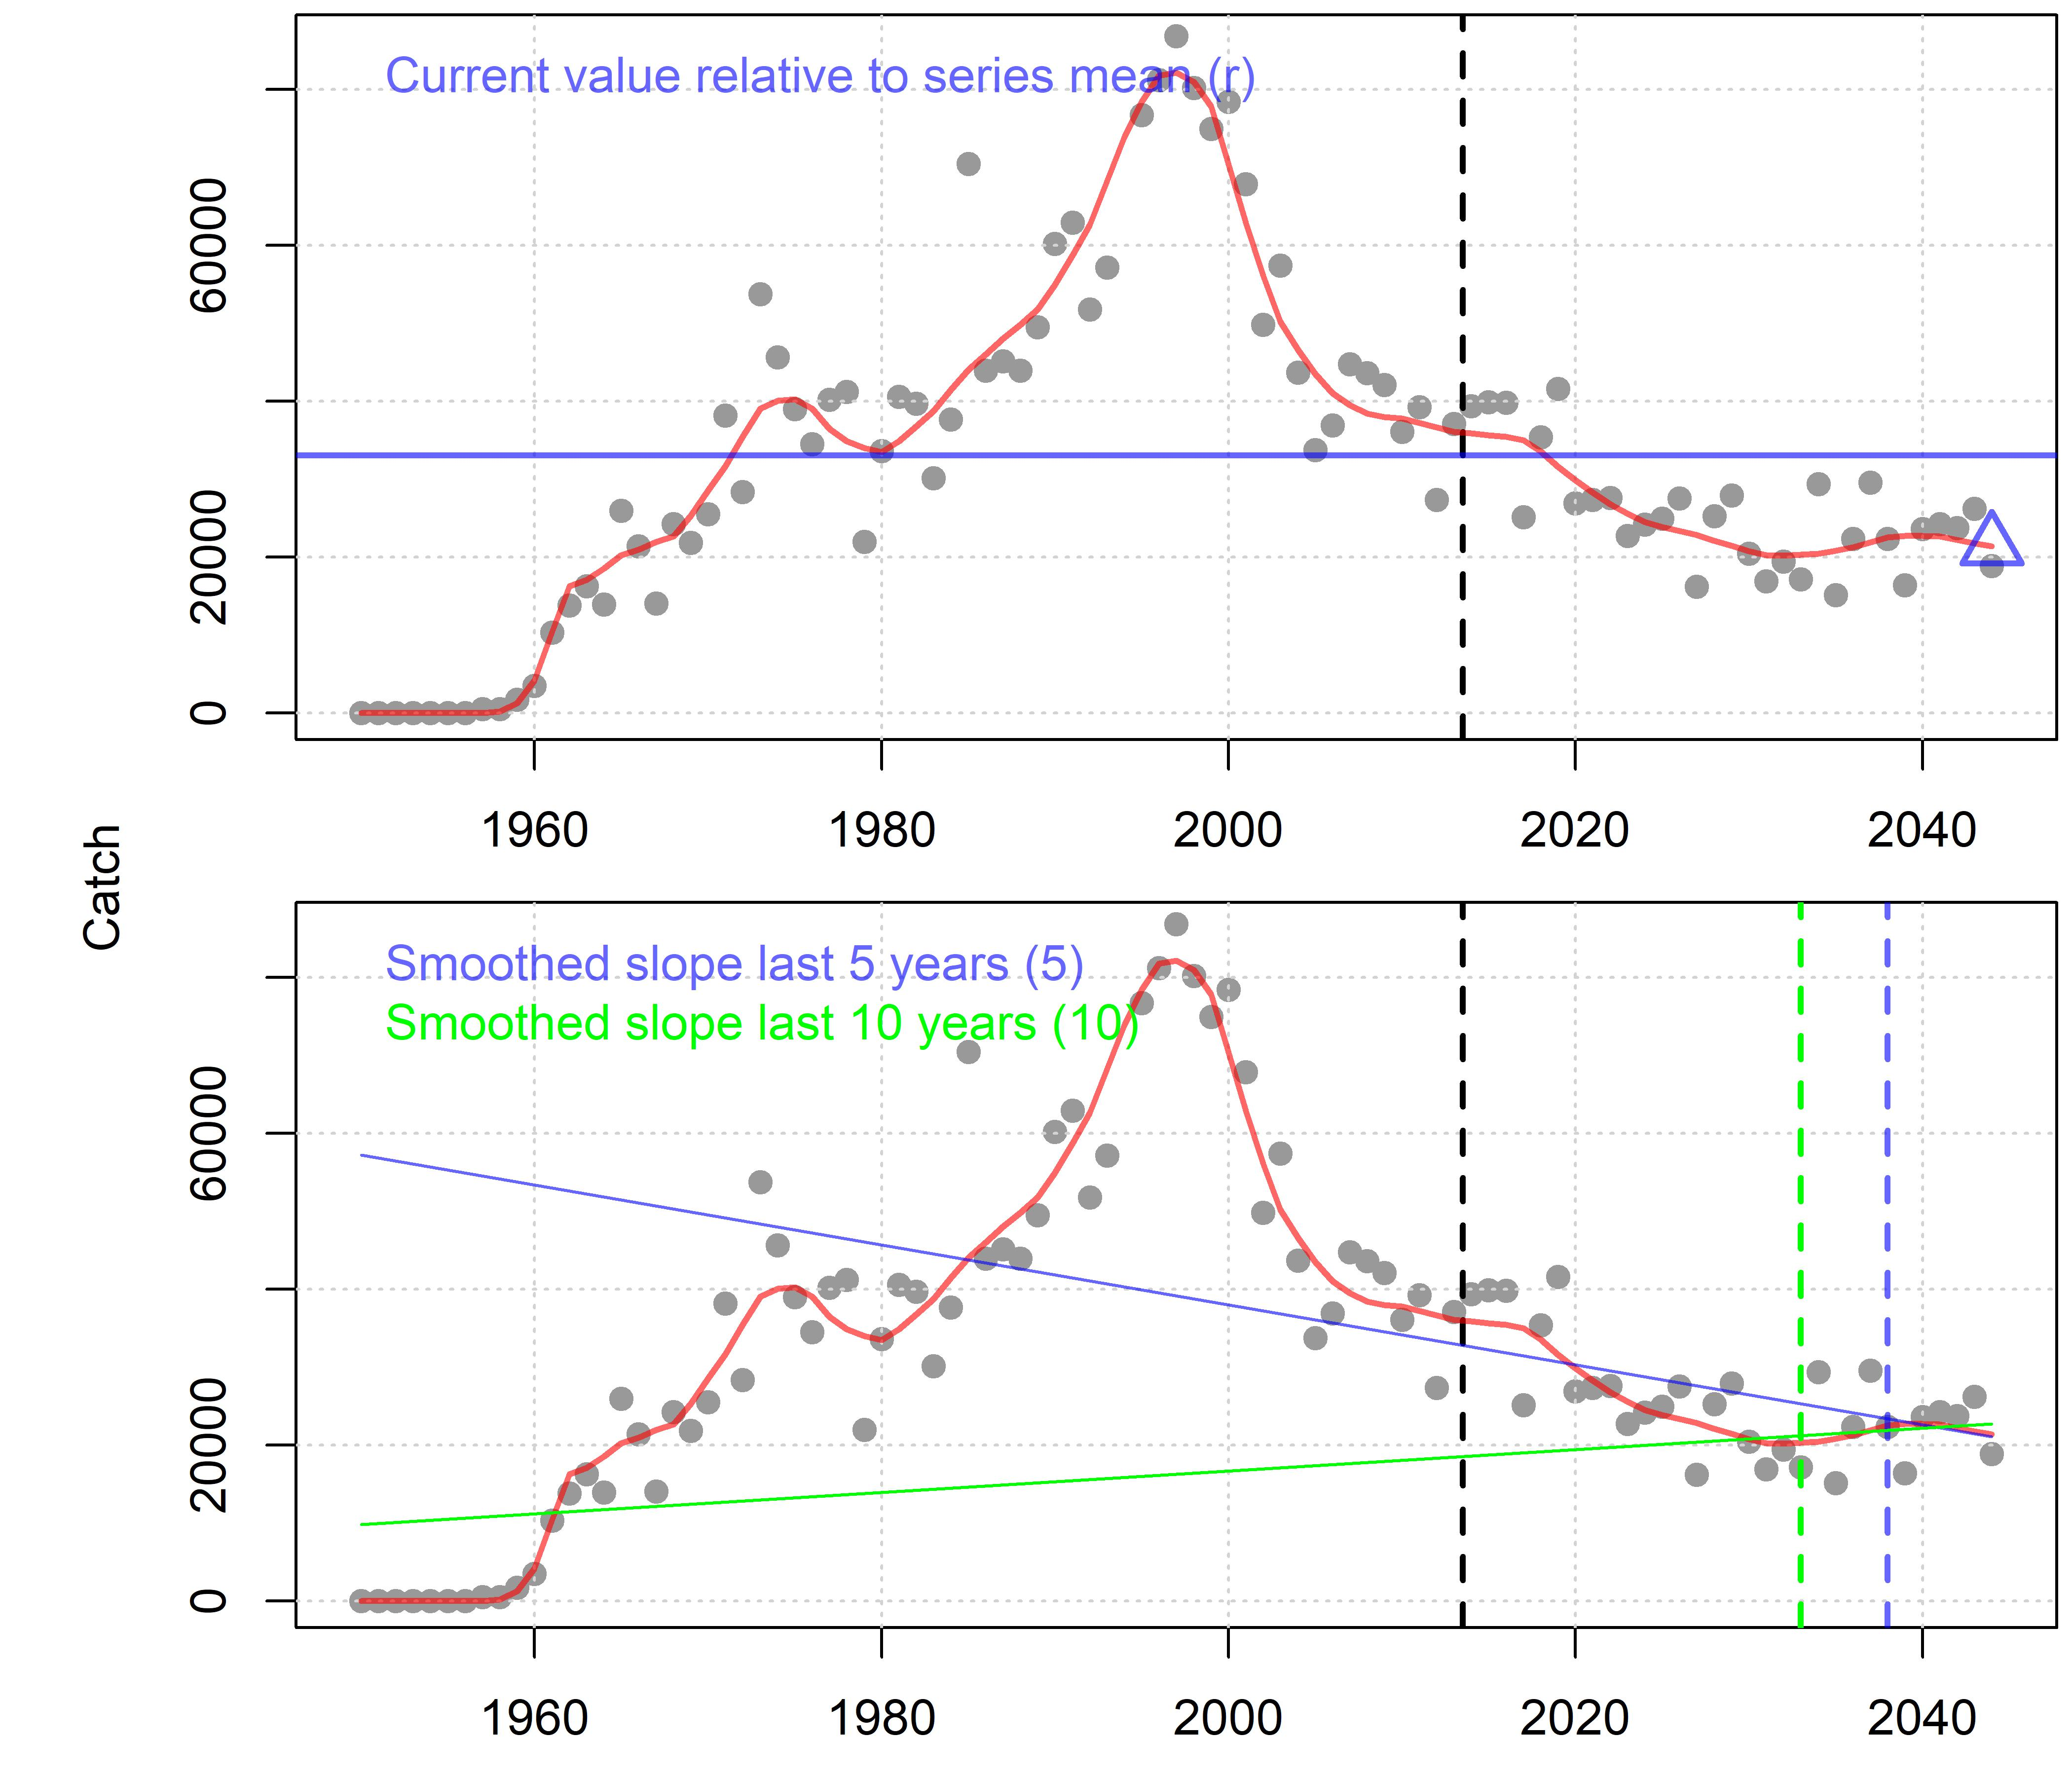 Current value relative to series mean (r)
60000
20000
0
1960 1980 2000 2020 2040
Catch
Smoothed slope last 5 years (5)
Smoothed slope last 10 years (10)
60000
20000
0
1960 1980 2000 2020 2040